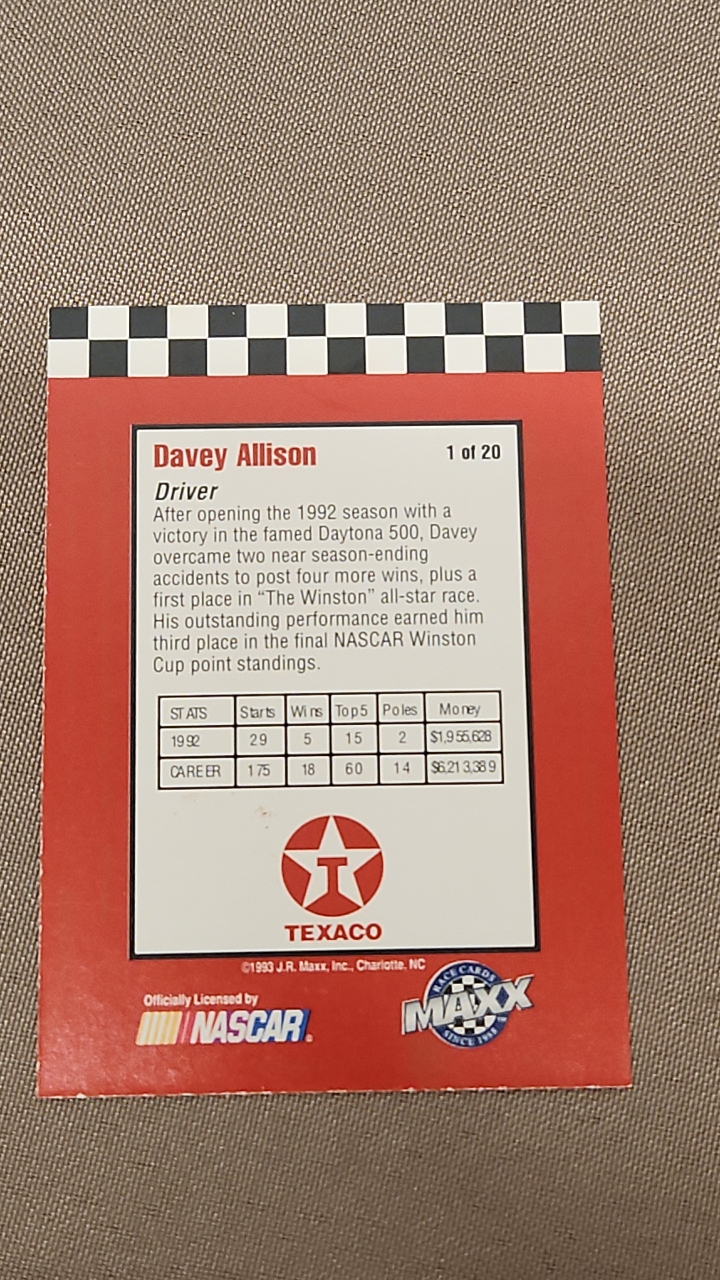 Davey Allison 1 of 20
Driver
After opening the 1992 season with a
victory in the famed Daytona 500, Davey
overcame two near season-ending
accidents to post four more wins, plus a
first place in “The Winston” all-star race.
His outstanding performance earned him
third place in the final NASCAR Winston
Cup point standings.
STATS Starts Wins Top5 Poles Money
1992 29 5 15 2 $1,955,628
CAREER 175 18 60 14 $6,213,389
T
TEXACO
©1993 J.R. Maxx, Inc., Charlotte, NC
Officially Licensed by
NASCAR
RACE CARDS
MAXX
SINCE 1988